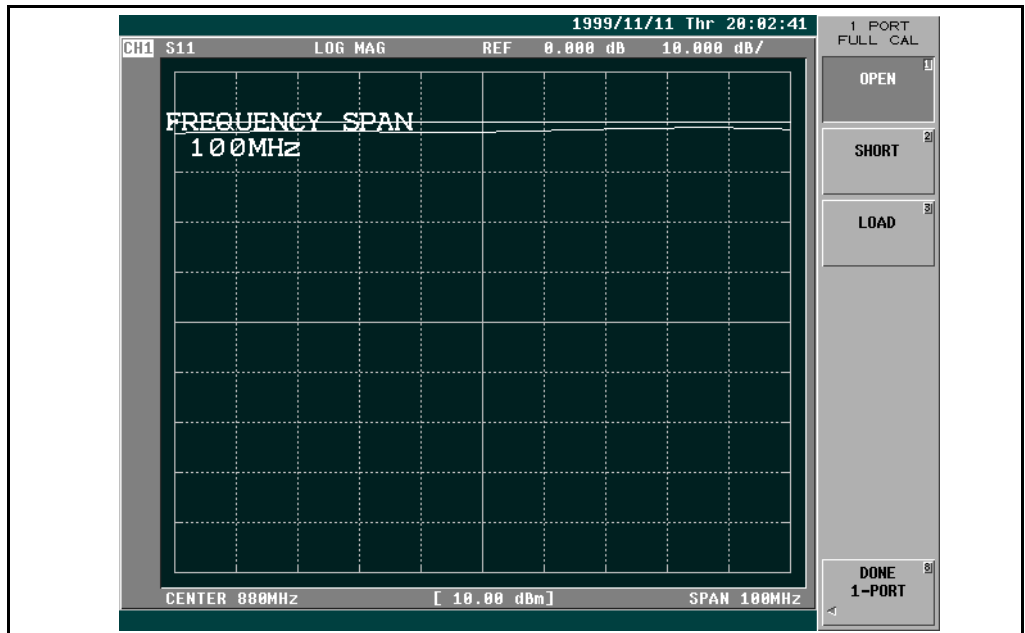 1999/11/11 Thr 20:02:41
CH1 S11 LOG MAG REF 0.000 dB 10.000 dB/
FREQUENCY SPAN
100MHz
CENTER 880MHz [ 10.00 dBm] SPAN 100MHz
1 PORT
FULL CAL
OPEN 1
SHORT 2
LOAD 3
DONE 8
1-PORT